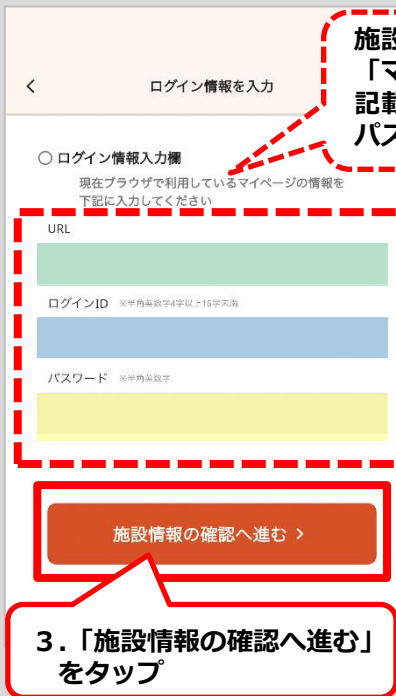 施設
「マ
記載
パス
ログイン情報を入力
ログイン情報入力欄
現在ブラウザで利用しているマイページの情報を
下記に入力してください
URL
ログインID ※半角英数字4字以上16字未満
パスワード ※半角英数字
施設情報の確認へ進む >
3.「施設情報の確認へ進む」
をタップ